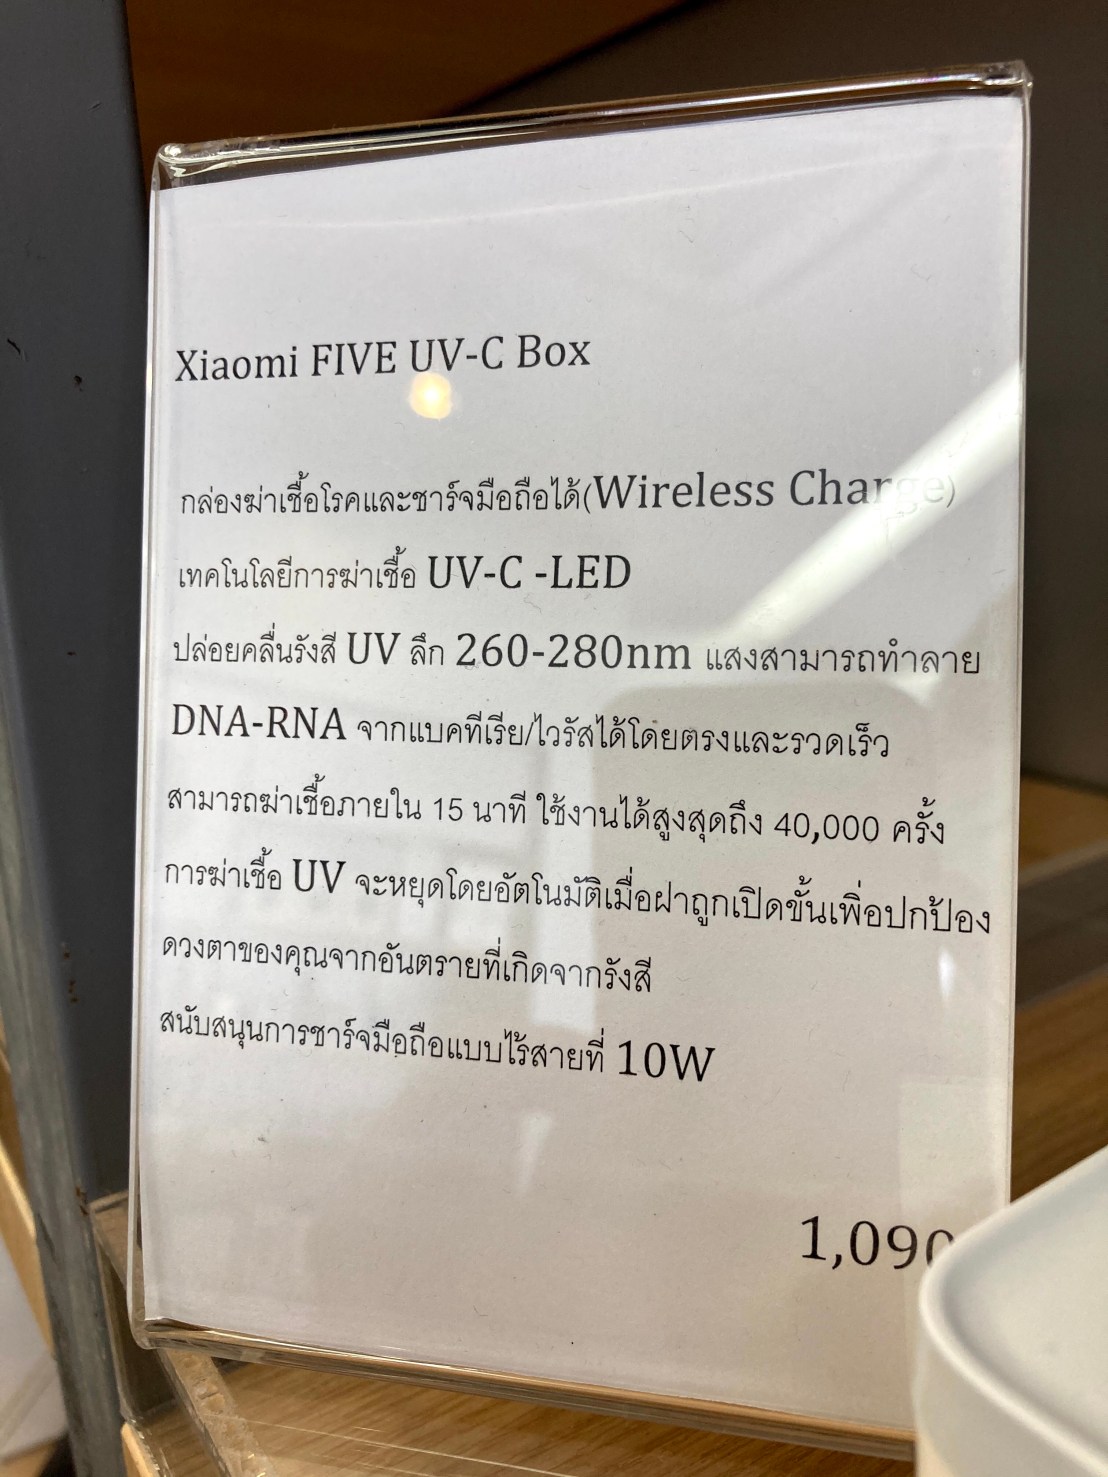 Xiaomi FIVE UV-C Box
กล่องฆ่าเชื้อโรคและชาร์จมือถือได้(Wireless Charge)
เทคโนโลยีการฆ่าเชื้อ UV-C -LED
ปล่อยคลื่นรังสี UV ลึก 260-280nm แสงสามารถทำลาย
DNA-RNA จากแบคทีเรีย/ไวรัสได้โดยตรงและรวดเร็ว
สามารถฆ่าเชื้อภายใน 15 นาที ใช้งานได้สูงสุดถึง 40,000 ครั้ง
การฆ่าเชื้อ UV จะหยุดโดยอัตโนมัติเมื่อฝาถูกเปิดขั้นเพิ่อปกป้อง
ดวงตาของคุณจากอันตรายที่เกิดจากรังสี
สนับสนุนการชาร์จมือถือแบบไร้สายที่ 10W
1,090